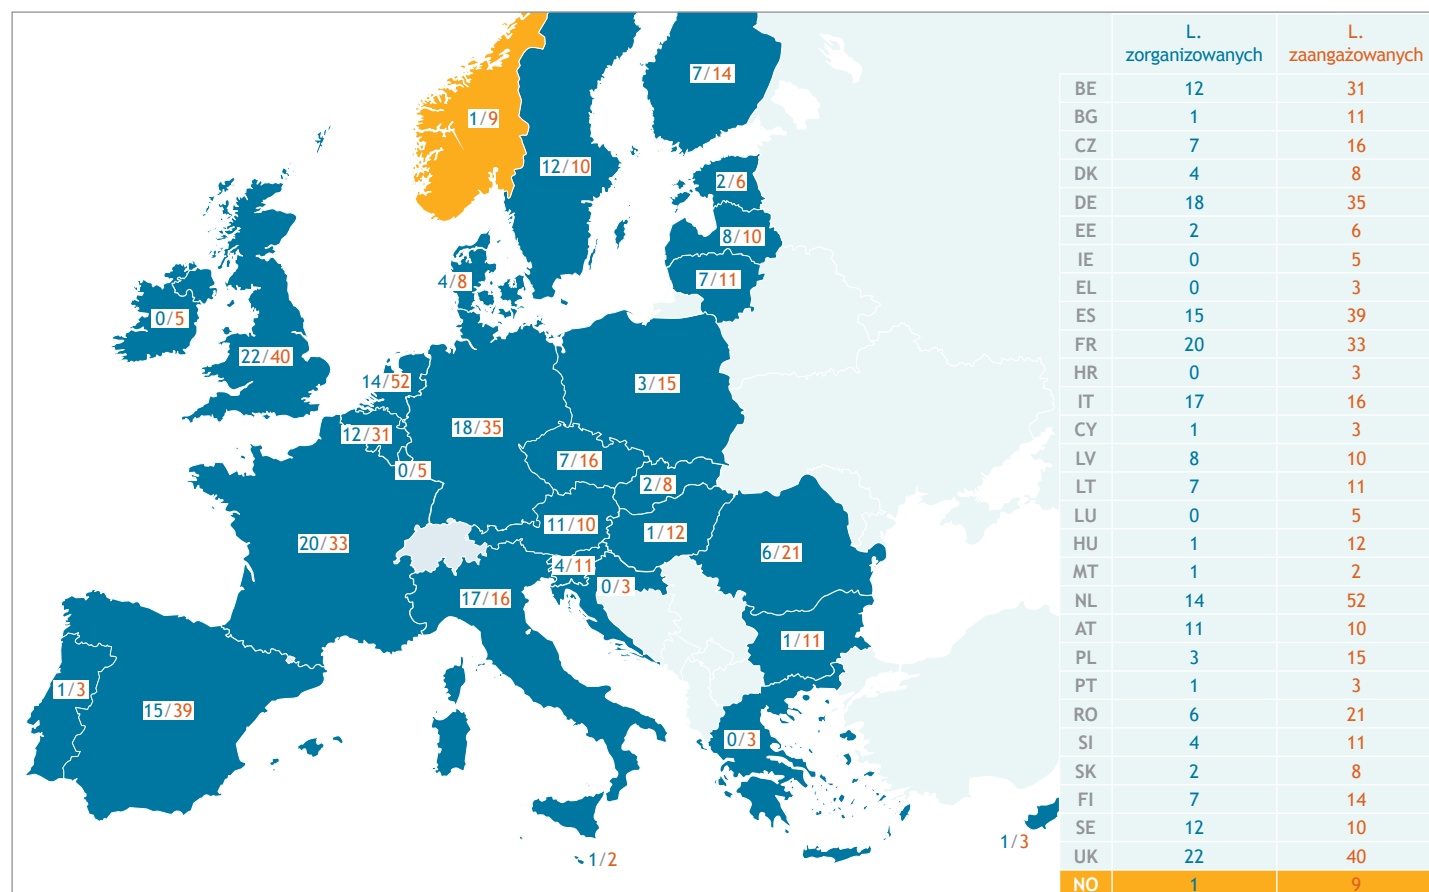 7/14
1/9
12/10
2/6
8/10
4/8
7/11
0/5
22/40
14/52
3/15
12/31
18/35
0/5
7/16
2/8
11/10
1/12
20/33
6/21
4/11
0/3
17/16
1/11
1/3
15/39
0/3
1/3
1/2
L. zorganizowanych L. zaangażowanych
BE 12 31
BG 1 11
CZ 7 16
DK 4 8
DE 18 35
EE 2 6
IE 0 5
EL 0 3
ES 15 39
FR 20 33
HR 0 3
IT 17 16
CY 1 3
LV 8 10
LT 7 11
LU 0 5
HU 1 12
MT 1 2
NL 14 52
AT 11 10
PL 3 15
PT 1 3
RO 6 21
SI 4 11
SK 2 8
FI 7 14
SE 12 10
UK 22 40
NO 1 9